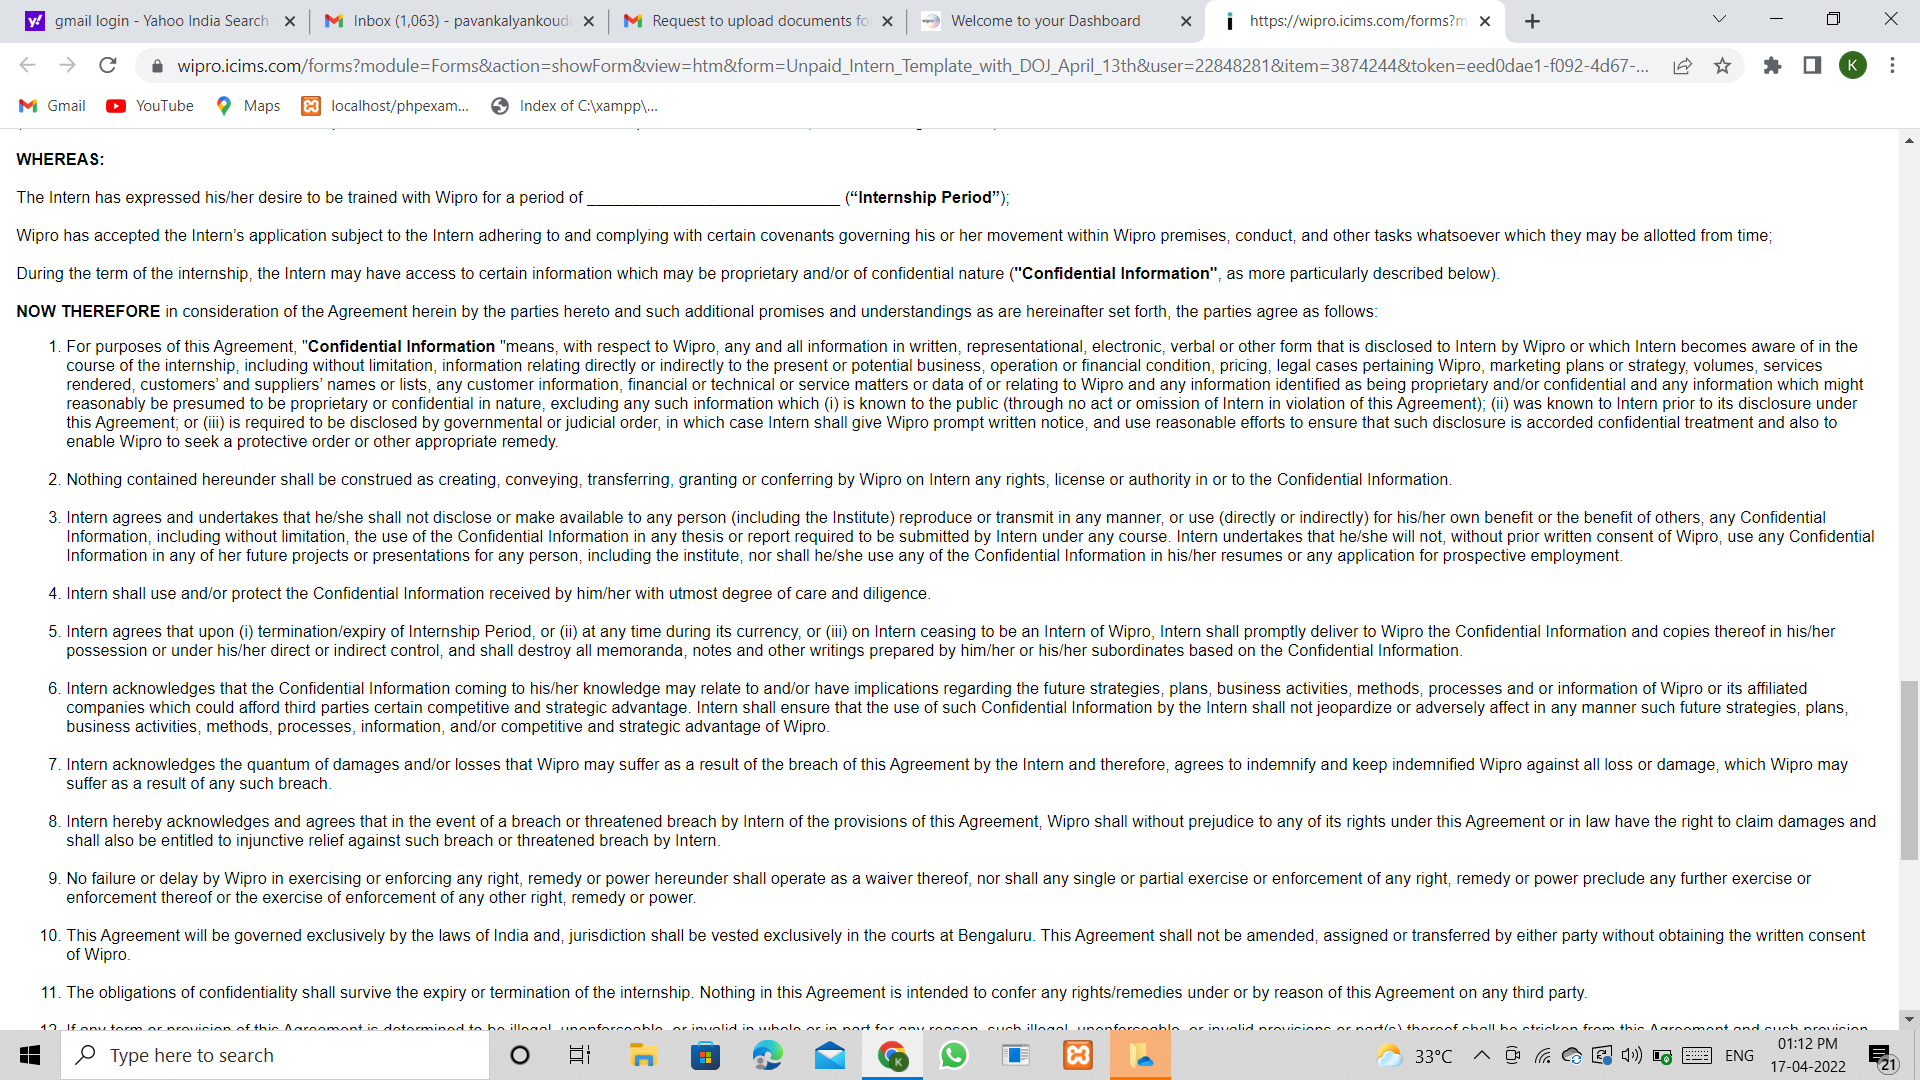 gmail login - Yahoo India Search
Inbox (1,063) - pavankalyankoud
Request to upload documents fo
Welcome to your Dashboard
https://wipro.icims.com/forms?m
wipro.icims.com/forms?module=Forms&action=showForm&view=htm&form=Unpaid_Intern_Template_with_DOJ_April_13th&user=22848281&item=3874244&token=eed0dae1-f092-4d67-...
K
Gmail
YouTube
Maps
localhost/phpexam...
Index of C:\xampp\...
WHEREAS:
The Intern has expressed his/her desire to be trained with Wipro for a period of ____________________________ (“Internship Period”);
Wipro has accepted the Intern’s application subject to the Intern adhering to and complying with certain covenants governing his or her movement within Wipro premises, conduct, and other tasks whatsoever which they may be allotted from time;
During the term of the internship, the Intern may have access to certain information which may be proprietary and/or of confidential nature ("Confidential Information", as more particularly described below).
NOW THEREFORE in consideration of the Agreement herein by the parties hereto and such additional promises and understandings as are hereinafter set forth, the parties agree as follows:
1. For purposes of this Agreement, "Confidential Information "means, with respect to Wipro, any and all information in written, representational, electronic, verbal or other form that is disclosed to Intern by Wipro or which Intern becomes aware of in the
course of the internship, including without limitation, information relating directly or indirectly to the present or potential business, operation or financial condition, pricing, legal cases pertaining Wipro, marketing plans or strategy, volumes, services
rendered, customers’ and suppliers’ names or lists, any customer information, financial or technical or service matters or data of or relating to Wipro and any information identified as being proprietary and/or confidential and any information which might
reasonably be presumed to be proprietary or confidential in nature, excluding any such information which (i) is known to the public (through no act or omission of Intern in violation of this Agreement); (ii) was known to Intern prior to its disclosure under
this Agreement; or (iii) is required to be disclosed by governmental or judicial order, in which case Intern shall give Wipro prompt written notice, and use reasonable efforts to ensure that such disclosure is accorded confidential treatment and also to
enable Wipro to seek a protective order or other appropriate remedy.
2. Nothing contained hereunder shall be construed as creating, conveying, transferring, granting or conferring by Wipro on Intern any rights, license or authority in or to the Confidential Information.
3. Intern agrees and undertakes that he/she shall not disclose or make available to any person (including the Institute) reproduce or transmit in any manner, or use (directly or indirectly) for his/her own benefit or the benefit of others, any Confidential
Information, including without limitation, the use of the Confidential Information in any thesis or report required to be submitted by Intern under any course. Intern undertakes that he/she will not, without prior written consent of Wipro, use any Confidential
Information in any of her future projects or presentations for any person, including the institute, nor shall he/she use any of the Confidential Information in his/her resumes or any application for prospective employment.
4. Intern shall use and/or protect the Confidential Information received by him/her with utmost degree of care and diligence.
5. Intern agrees that upon (i) termination/expiry of Internship Period, or (ii) at any time during its currency, or (iii) on Intern ceasing to be an Intern of Wipro, Intern shall promptly deliver to Wipro the Confidential Information and copies thereof in his/her
possession or under his/her direct or indirect control, and shall destroy all memoranda, notes and other writings prepared by him/her or his/her subordinates based on the Confidential Information.
6. Intern acknowledges that the Confidential Information coming to his/her knowledge may relate to and/or have implications regarding the future strategies, plans, business activities, methods, processes and or information of Wipro or its affiliated
companies which could afford third parties certain competitive and strategic advantage. Intern shall ensure that the use of such Confidential Information by the Intern shall not jeopardize or adversely affect in any manner such future strategies, plans,
business activities, methods, processes, information, and/or competitive and strategic advantage of Wipro.
7. Intern acknowledges the quantum of damages and/or losses that Wipro may suffer as a result of the breach of this Agreement by the Intern and therefore, agrees to indemnify and keep indemnified Wipro against all loss or damage, which Wipro may
suffer as a result of any such breach.
8. Intern hereby acknowledges and agrees that in the event of a breach or threatened breach by Intern of the provisions of this Agreement, Wipro shall without prejudice to any of its rights under this Agreement or in law have the right to claim damages and
shall also be entitled to injunctive relief against such breach or threatened breach by Intern.
9. No failure or delay by Wipro in exercising or enforcing any right, remedy or power hereunder shall operate as a waiver thereof, nor shall any single or partial exercise or enforcement of any right, remedy or power preclude any further exercise or
enforcement thereof or the exercise of enforcement of any other right, remedy or power.
10. This Agreement will be governed exclusively by the laws of India and, jurisdiction shall be vested exclusively in the courts at Bengaluru. This Agreement shall not be amended, assigned or transferred by either party without obtaining the written consent
of Wipro.
11. The obligations of confidentiality shall survive the expiry or termination of the internship. Nothing in this Agreement is intended to confer any rights/remedies under or by reason of this Agreement on any third party.
12. If any term or provision of this Agreement is determined to be illegal, unenforceable, or invalid in whole or in part for any reason, such illegal, unenforceable, or invalid provisions or part(s) thereof shall be stricken from this Agreement and such provision
Type here to search
33°C
ENG
01:12 PM
17-04-2022
21